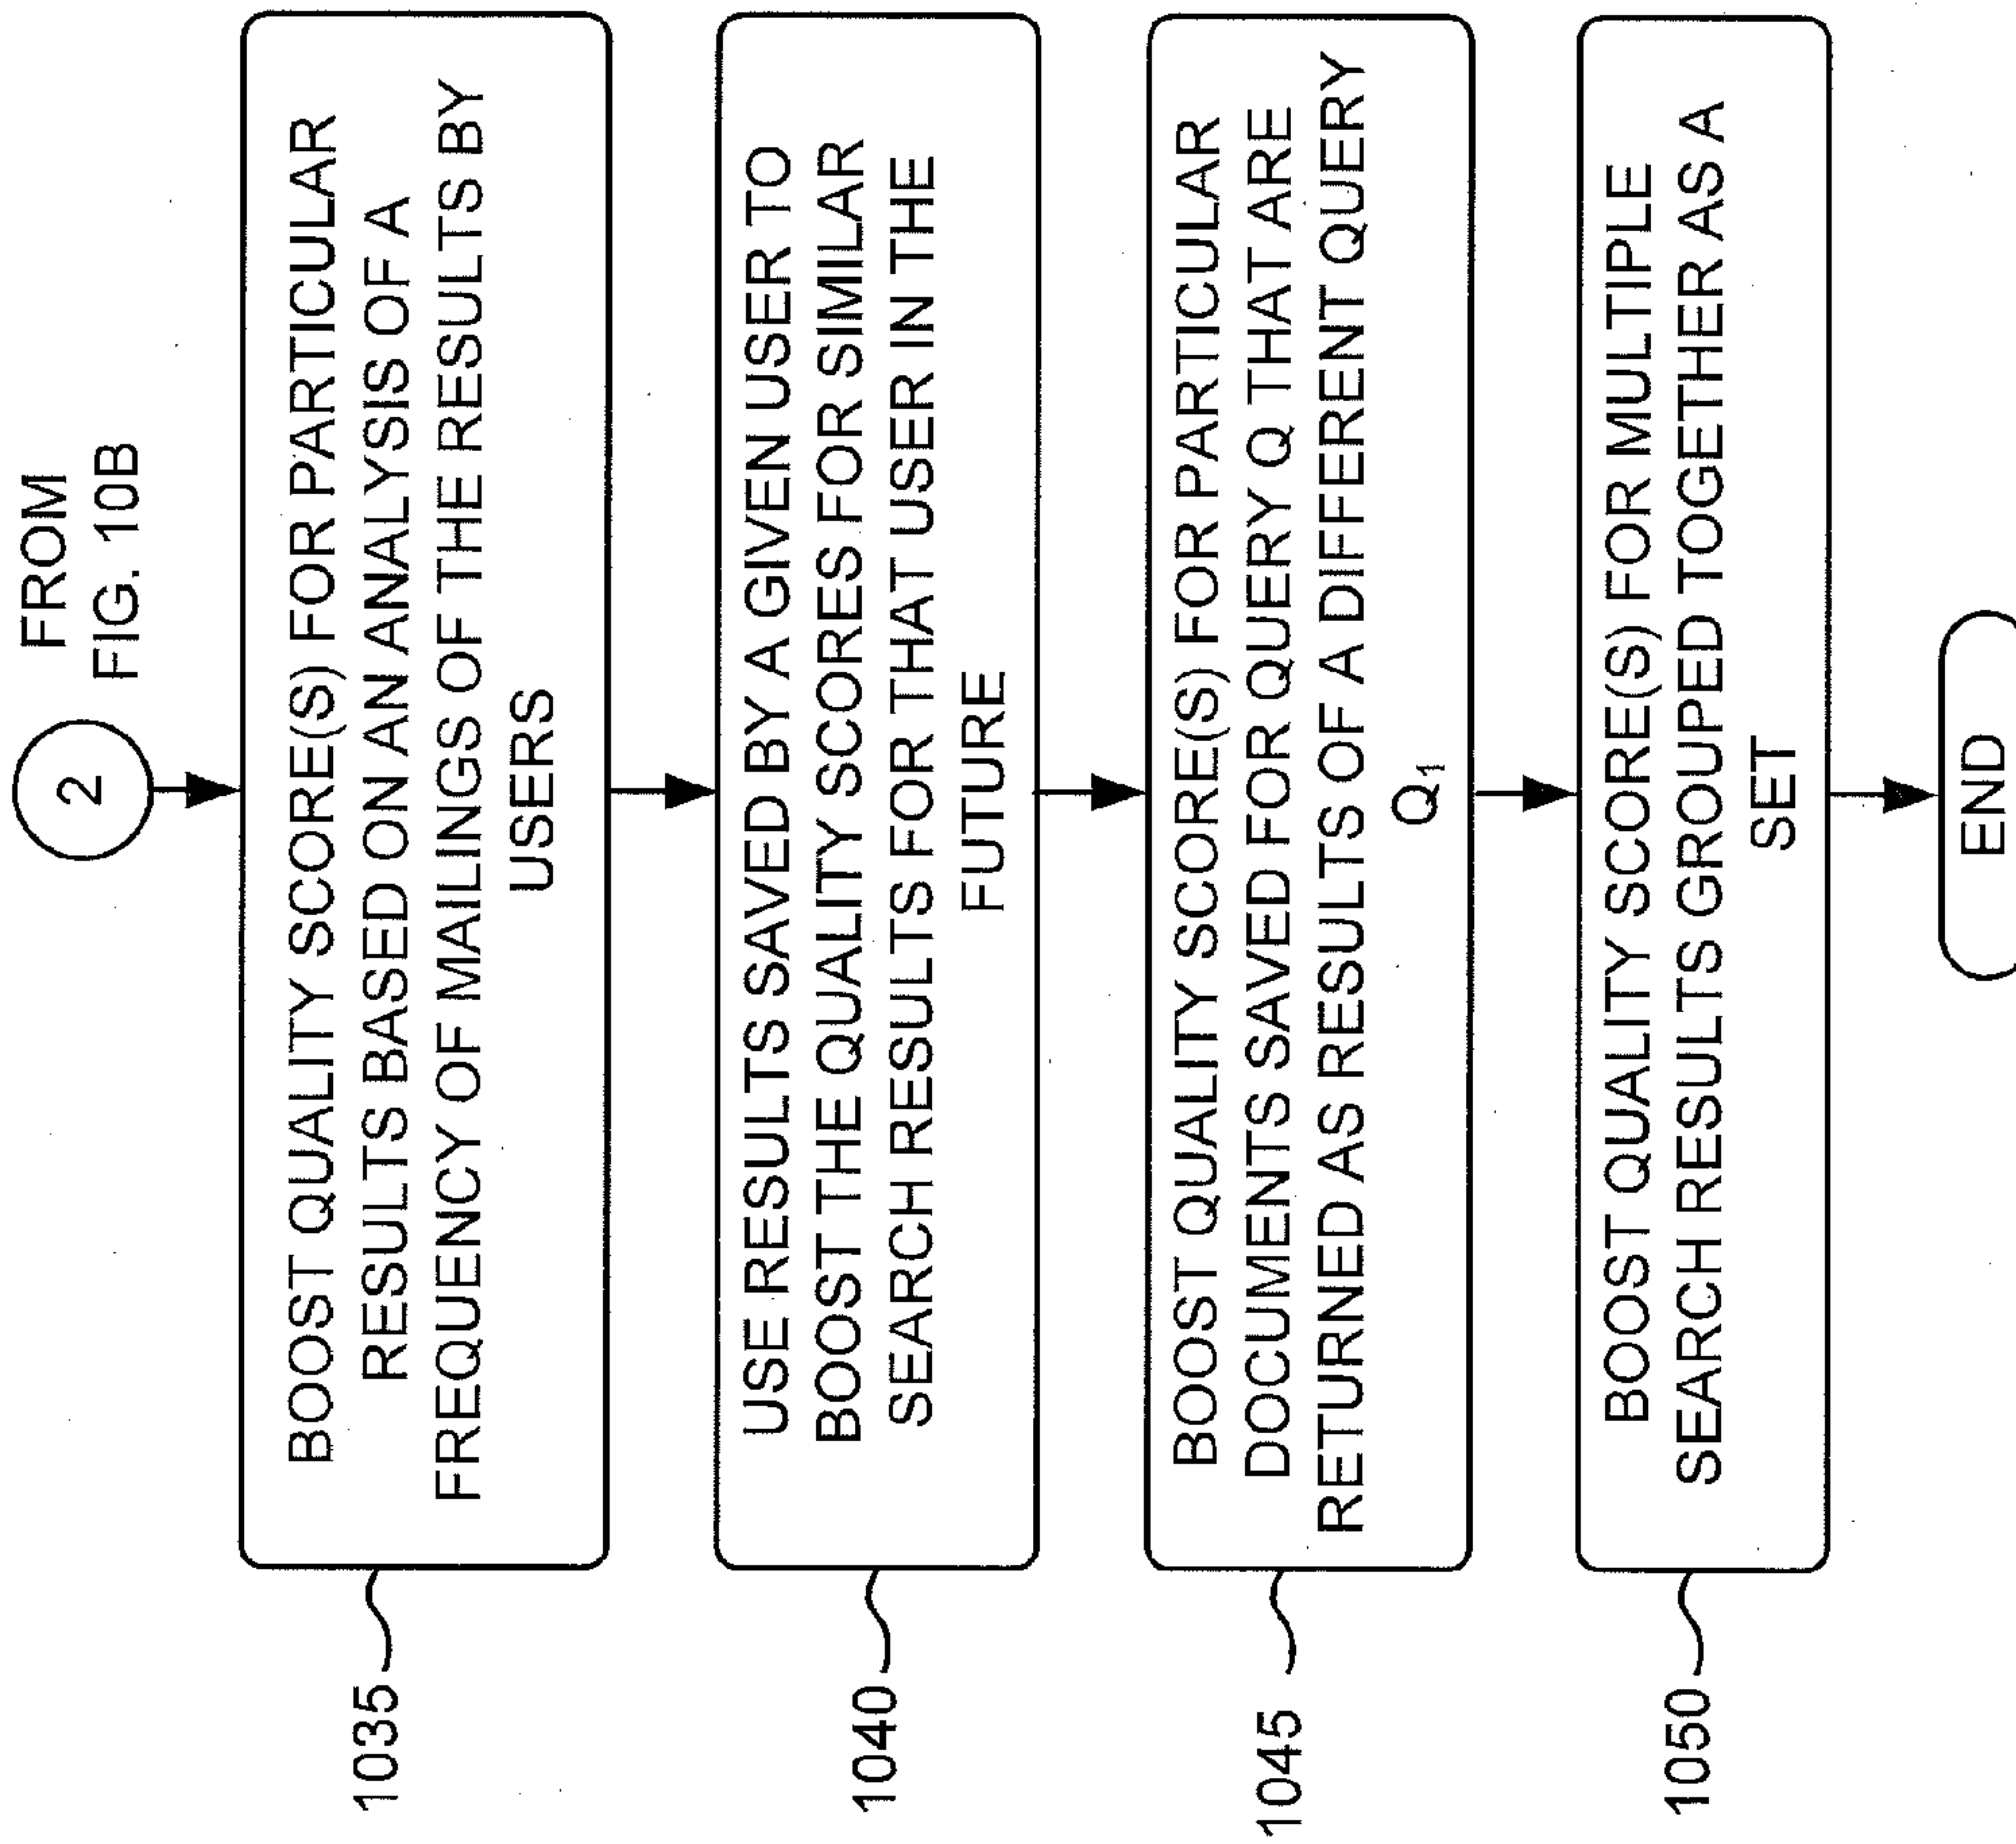 FROM
FIG. 10B
2
1035
BOOST QUALITY SCORE(S) FOR PARTICULAR
RESULTS BASED ON AN ANALYSIS OF A
FREQUENCY OF MAILINGS OF THE RESULTS BY
USERS
1040
USE RESULTS SAVED BY A GIVEN USER TO
BOOST THE QUALITY SCORES FOR SIMILAR
SEARCH RESULTS FOR THAT USER IN THE
FUTURE
1045
BOOST QUALITY SCORE(S) FOR PARTICULAR
DOCUMENTS SAVED FOR QUERY Q THAT ARE
RETURNED AS RESULTS OF A DIFFERENT QUERY
Q₁
1050
BOOST QUALITY SCORE(S) FOR MULTIPLE
SEARCH RESULTS GROUPED TOGETHER AS A
SET
END